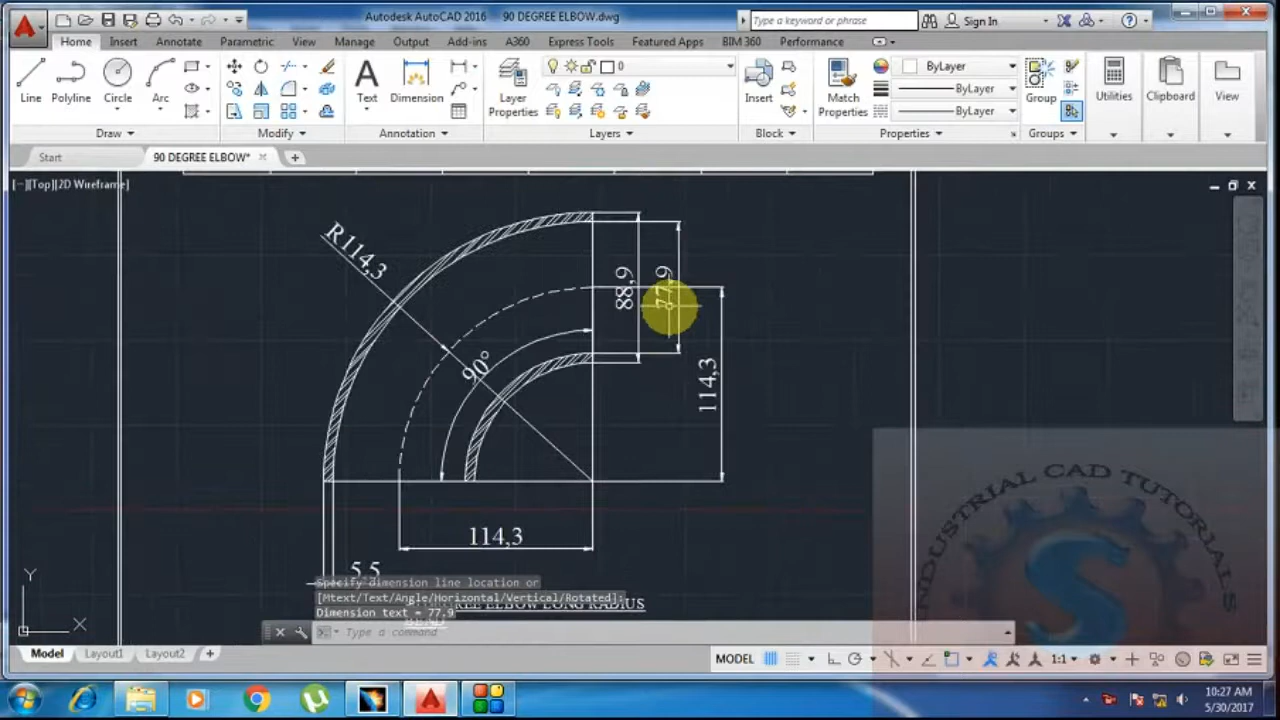 Autodesk AutoCAD 2016 90 DEGREE ELBOW.dwg
Type a keyword or phrase
Sign In
Home Insert Annotate Parametric View Manage Output Add-ins A360 Express Tools Featured Apps BIM 360 Performance
Line Polyline Circle Arc
Text Dimension
Layer Properties
0
Insert
Match Properties
ByLayer
ByLayer
ByLayer
Group Utilities Clipboard View
Draw Modify Annotation Layers Block Properties Groups
Start 90 DEGREE ELBOW*
[−][Top][2D Wireframe]
R114,3
88,9
77,9
90°
114,3
114,3
5,5
Specify dimension line location or
[Mtext/Text/Angle/Horizontal/Vertical/Rotated]:
Dimension text = 77.9
ELBOW LONG RADIUS
BEND
Type a command
Y
X
INDUSTRIAL CAD TUTORIALS
Model Layout1 Layout2
MODEL 1:1
10:27 AM
5/30/2017